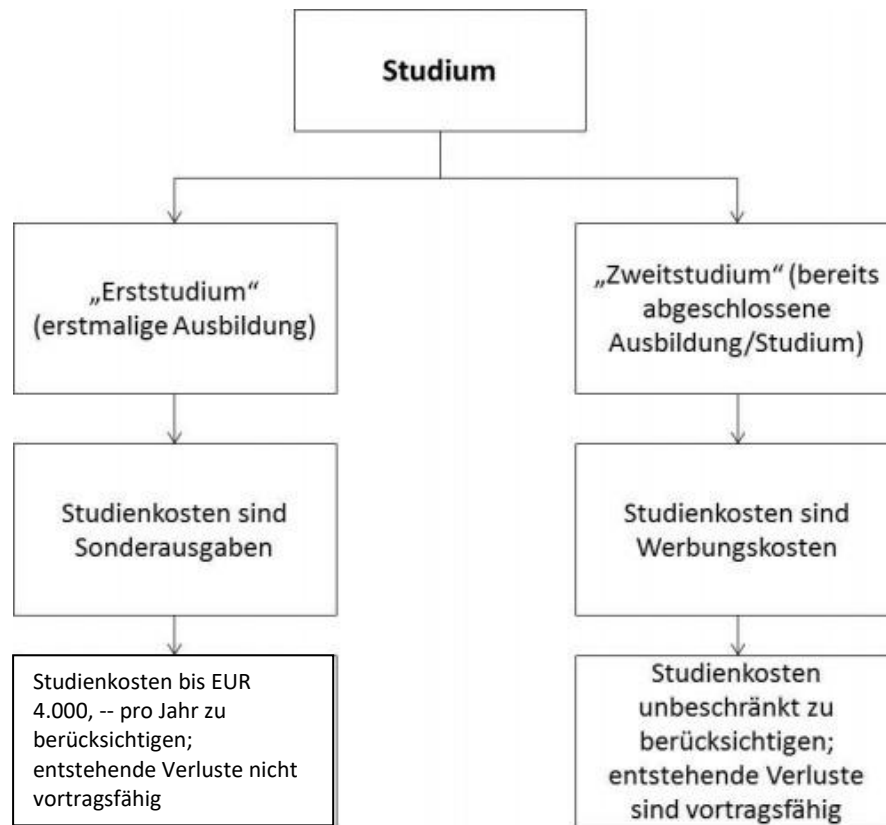 Studium
„Erststudium“
(erstmalige Ausbildung)
„Zweitstudium“ (bereits
abgeschlossene
Ausbildung/Studium)
Studienkosten sind
Sonderausgaben
Studienkosten sind
Werbungskosten
Studienkosten bis EUR
4.000, -- pro Jahr zu
berücksichtigen;
entstehende Verluste nicht
vortragsfähig
Studienkosten
unbeschränkt zu
berücksichtigen;
entstehende Verluste
sind vortragsfähig